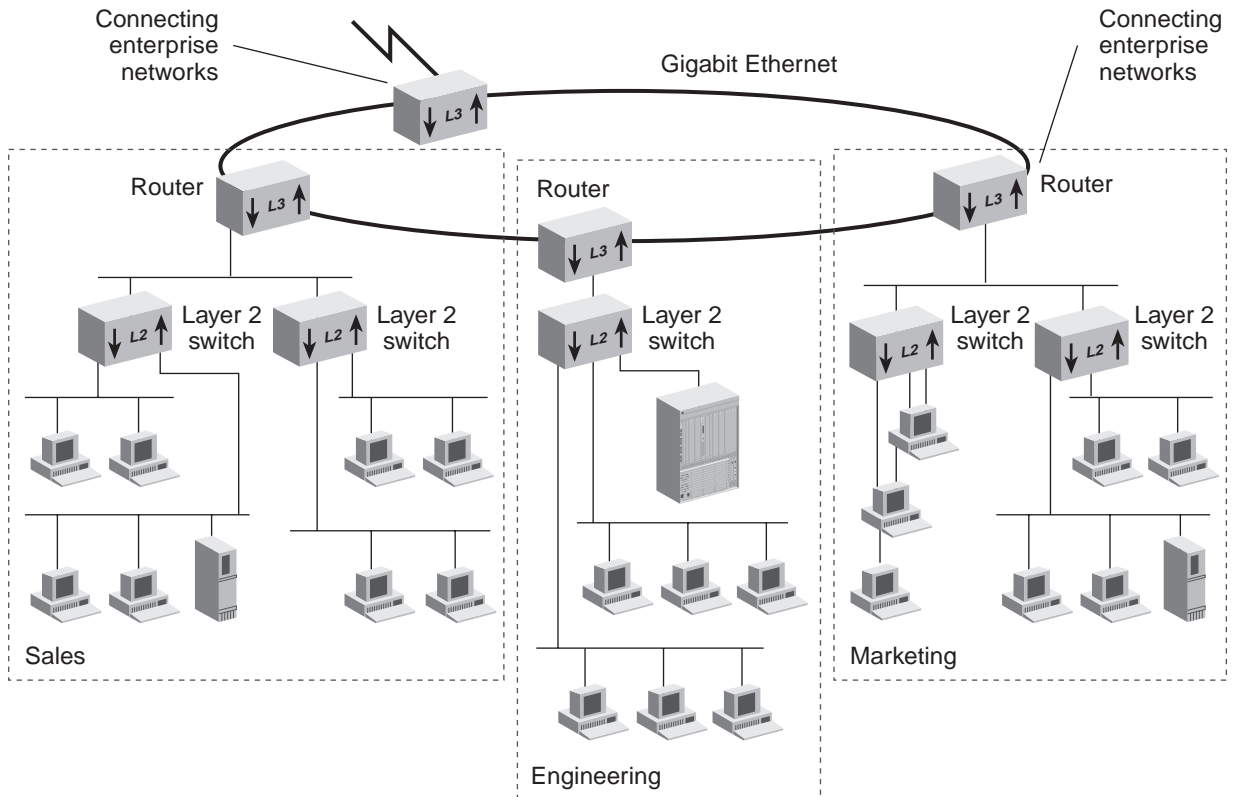 Connecting
enterprise
networks
Gigabit Ethernet
Connecting
enterprise
networks
L3
Router
L3
Router
L3
L3
Router
L2
Layer 2
switch
L2
Layer 2
switch
L2
Layer 2
switch
L2
Layer 2
switch
L2
Layer 2
switch
Sales
Engineering
Marketing